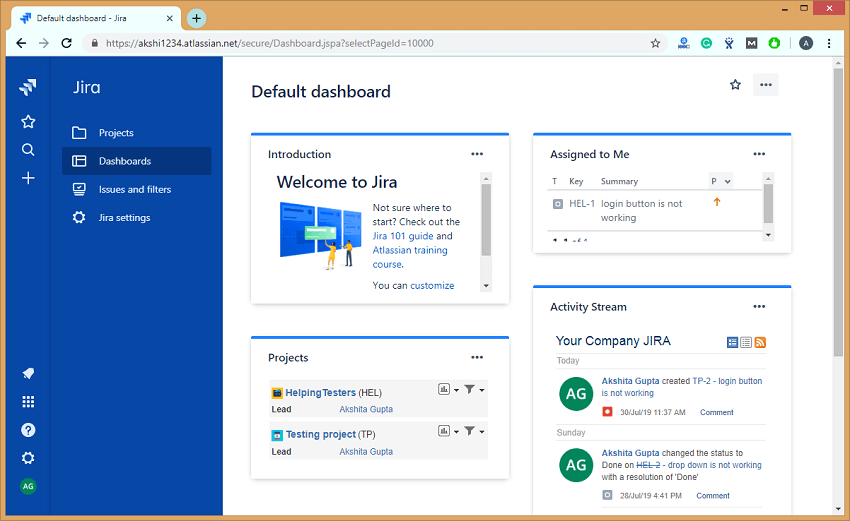 Default dashboard - Jira
https://akshi1234.atlassian.net/secure/Dashboard.jspa?selectPageId=10000
M
A
Jira
Projects
Dashboards
Issues and filters
Jira settings
AG
Default dashboard
Introduction
Welcome to Jira
Not sure where to
start? Check out the
Jira 101 guide and
Atlassian training
course.
You can customize
Projects
HelpingTesters (HEL)
Lead Akshita Gupta
Testing project (TP)
Lead Akshita Gupta
Assigned to Me
T Key Summary P
HEL-1 login button is not
working
Activity Stream
Your Company JIRA
Today
AG
Akshita Gupta created TP-2 - login button
is not working
30/Jul/19 11:37 AM Comment
Sunday
AG
Akshita Gupta changed the status to
Done on HEL-2 - drop down is not working
with a resolution of 'Done'
28/Jul/19 4:41 PM Comment